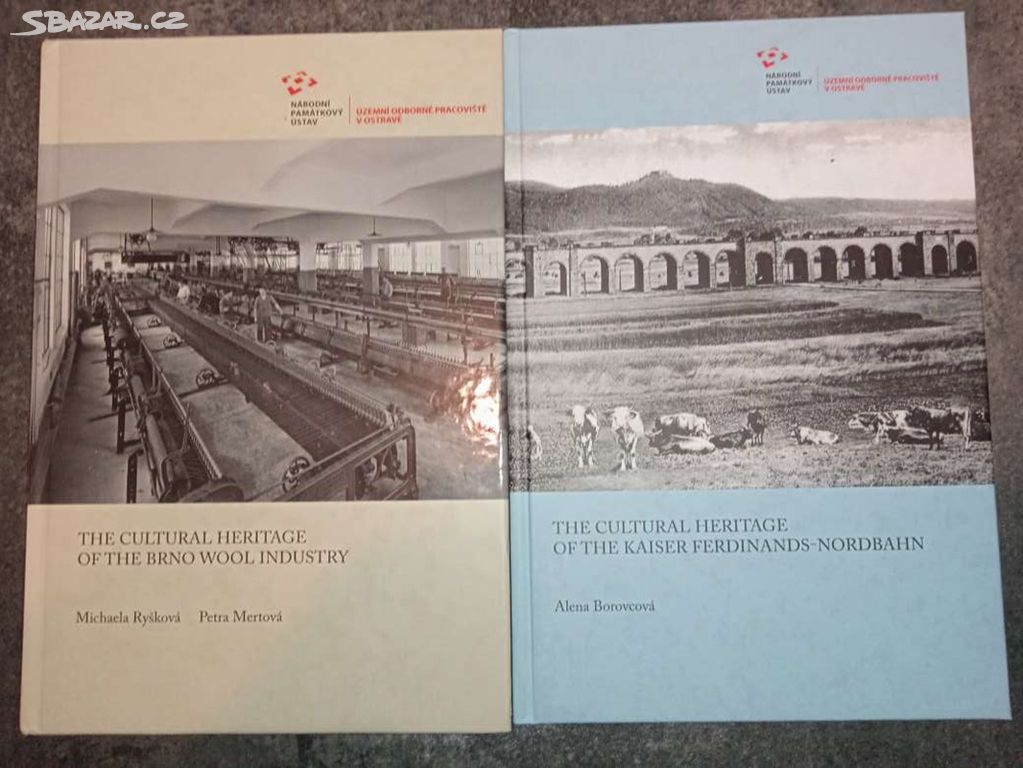 SBAZAR.CZ
NÁRODNÍ
PAMÁTKOVÝ
ÚSTAV
ÚZEMNÍ ODBORNÉ PRACOVIŠTĚ
V OSTRAVĚ
THE CULTURAL HERITAGE
OF THE BRNO WOOL INDUSTRY
Michaela Ryšková Petra Mertová
NÁRODNÍ
PAMÁTKOVÝ
ÚSTAV
ÚZEMNÍ ODBORNÉ PRACOVIŠTĚ
V OSTRAVĚ
THE CULTURAL HERITAGE
OF THE KAISER FERDINANDS-NORDBAHN
Alena Borovcová